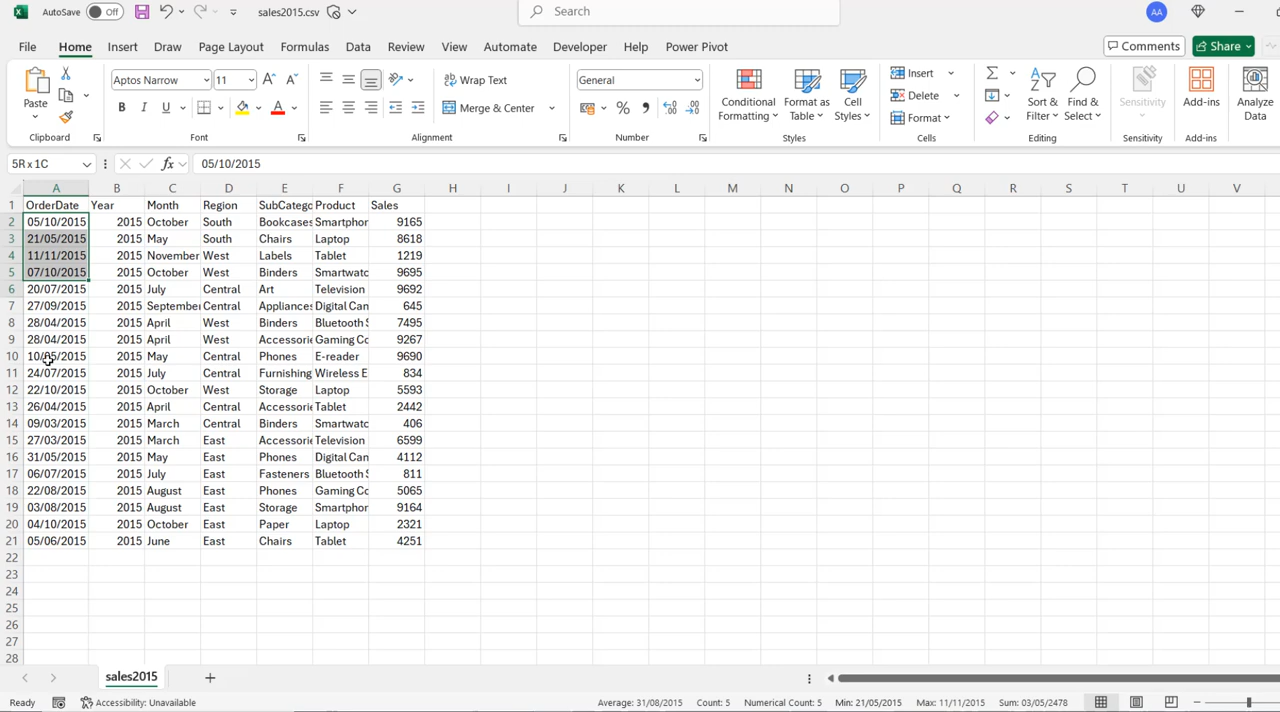 AutoSave Off sales2015.csv Search AA
File Home Insert Draw Page Layout Formulas Data Review View Automate Developer Help Power Pivot Comments Share
Paste Aptos Narrow 11 A A Wrap Text General Conditional Formatting Format as Table Cell Styles Insert Sort & Filter Find & Select Sensitivity Add-ins Analyze Data
B I U A Merge & Center % Delete
Format
Clipboard Font Alignment Number Styles Cells Editing Sensitivity Add-ins
5R x 1C fx 05/10/2015
A B C D E F G H I J K L M N O P Q R S T U V
1 OrderDate Year Month Region SubCatego Product Sales
2 05/10/2015 2015 October South Bookcases Smartphor 9165
3 21/05/2015 2015 May South Chairs Laptop 8618
4 11/11/2015 2015 November West Labels Tablet 1219
5 07/10/2015 2015 October West Binders Smartwatc 9695
6 20/07/2015 2015 July Central Art Television 9692
7 27/09/2015 2015 September Central Appliances Digital Can 645
8 28/04/2015 2015 April West Binders Bluetooth S 7495
9 28/04/2015 2015 April West Accessorie Gaming Co 9267
10 10/05/2015 2015 May Central Phones E-reader 9690
11 24/07/2015 2015 July Central Furnishing Wireless E 834
12 22/10/2015 2015 October West Storage Laptop 5593
13 26/04/2015 2015 April Central Accessorie Tablet 2442
14 09/03/2015 2015 March Central Binders Smartwatc 406
15 27/03/2015 2015 March East Accessorie Television 6599
16 31/05/2015 2015 May East Phones Digital Can 4112
17 06/07/2015 2015 July East Fasteners Bluetooth S 811
18 22/08/2015 2015 August East Phones Gaming Co 5065
19 03/08/2015 2015 August East Storage Smartphor 9164
20 04/10/2015 2015 October East Paper Laptop 2321
21 05/06/2015 2015 June East Chairs Tablet 4251
22
23
24
25
26
27
28
sales2015
Ready Accessibility: Unavailable Average: 31/08/2015 Count: 5 Numerical Count: 5 Min: 21/05/2015 Max: 11/11/2015 Sum: 03/05/2478